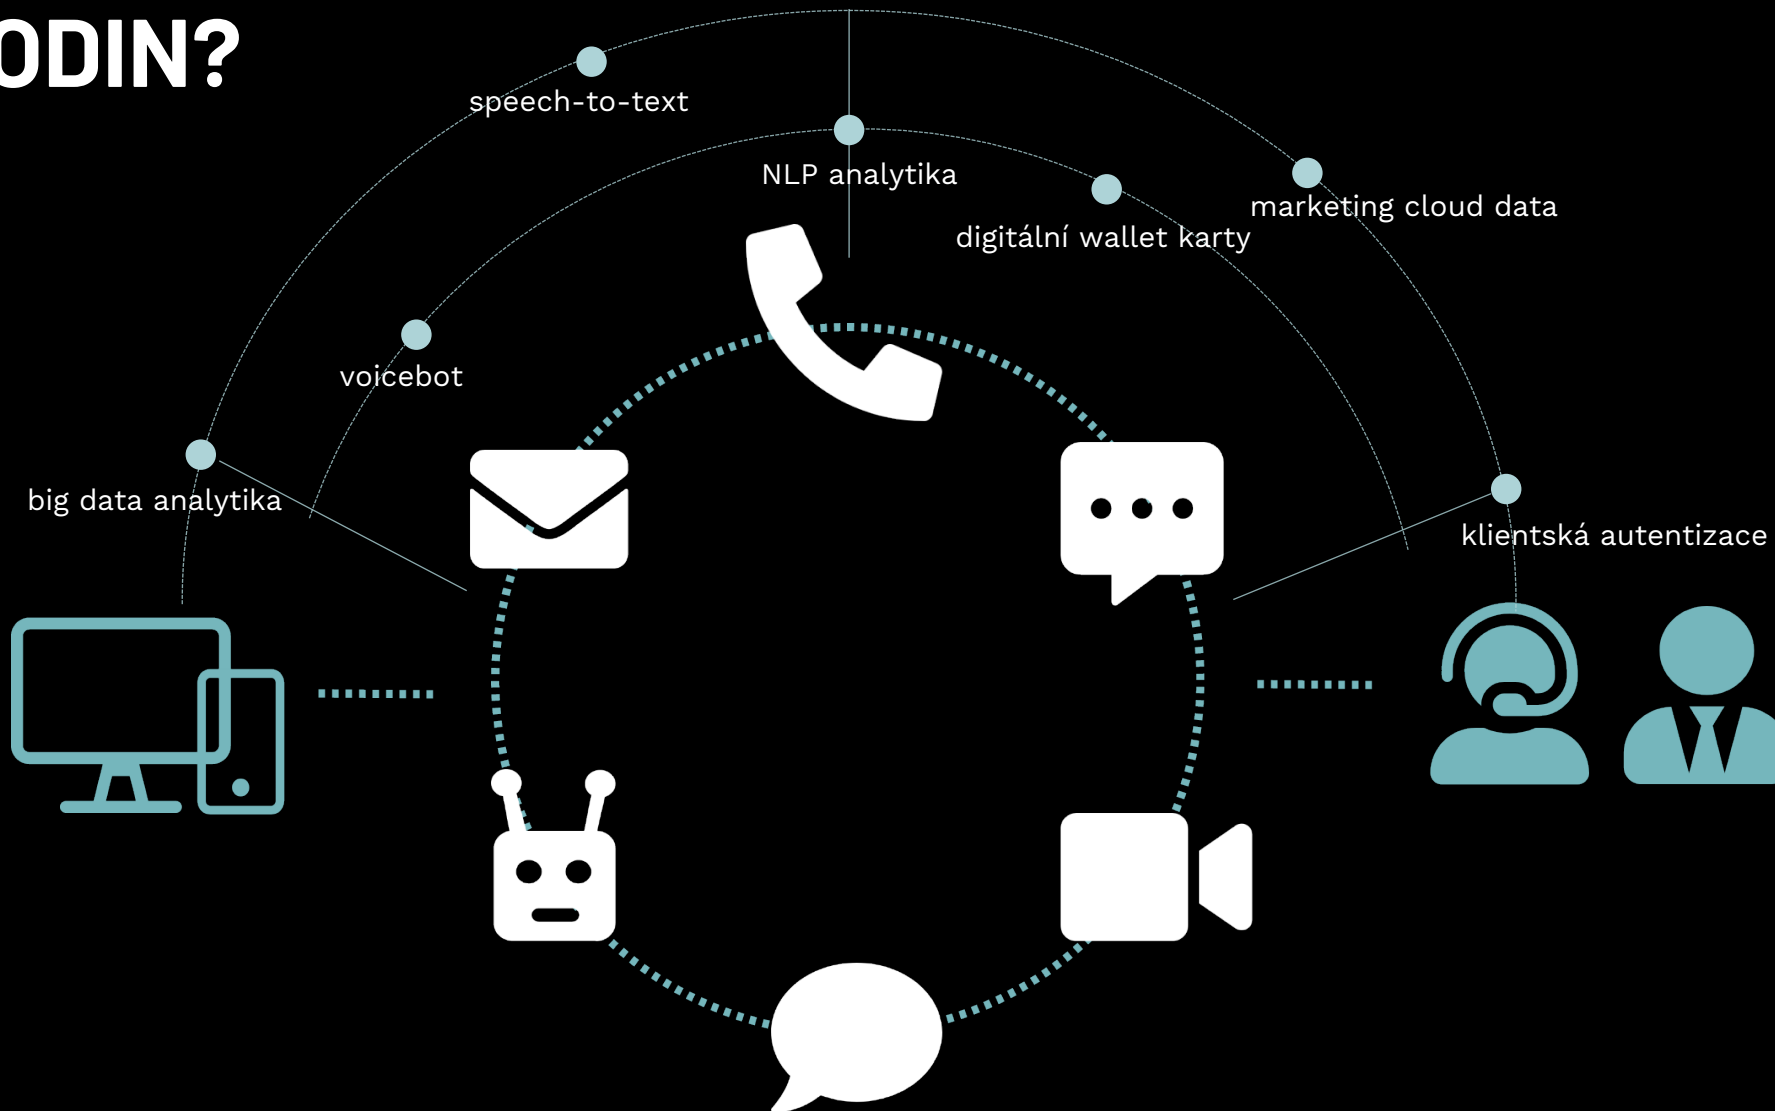 ODIN?
speech-to-text
NLP analytika
marketing cloud data
digitální wallet karty
voicebot
big data analytika
klientská autentizace